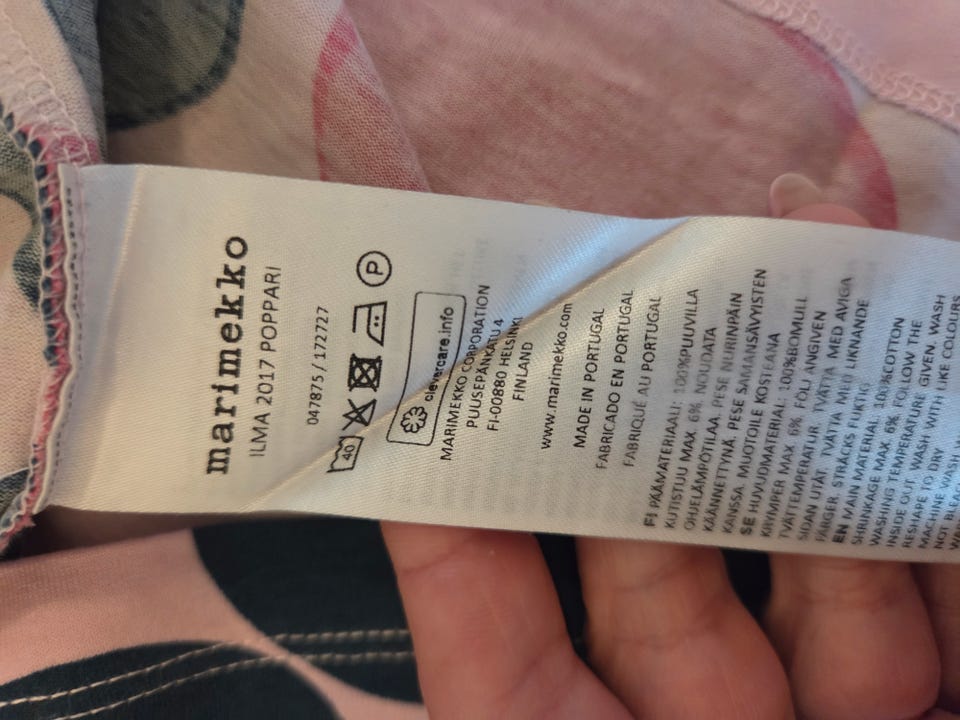 marimekko
ILMA 2017 POPPARI
047875 / 172727
40 P
clevercare.info
MARIMEKKO CORPORATION
PUUSEPÄNKATU 4
FI-00880 HELSINKI
FINLAND
www.marimekko.com
MADE IN PORTUGAL
FABRICADO EN PORTUGAL
FABRIQUÉ AU PORTUGAL
FI PÄÄMATERIAALI: 100%PUUVILLA
KUTISTUU MAX. 6%. NOUDATA
OHJELÄMPÖTILAA. PESE NURINPÄIN
KÄÄNNETTYNÄ. PESE SAMANSÄVYISTEN
KANSSA. MUOTOILE KOSTEANA
SE HUVUDMATERIAL: 100%BOMULL
KRYMPER MAX. 6%. FÖLJ ANGIVEN
TVÄTTEMPERATUR. TVÄTTA MED AVIGA
SIDAN UTÅT. TVÄTTA MED LIKNANDE
FÄRGER. STRÄCKS FUKTIG
EN MAIN MATERIAL: 100%COTTON
SHRINKAGE MAX. 6%. FOLLOW THE
WASHING TEMPERATURE GIVEN. WASH
INSIDE OUT. WASH WITH LIKE COLOURS
RESHAPE TO DRY
MACHINE WASH
NOT BLEA